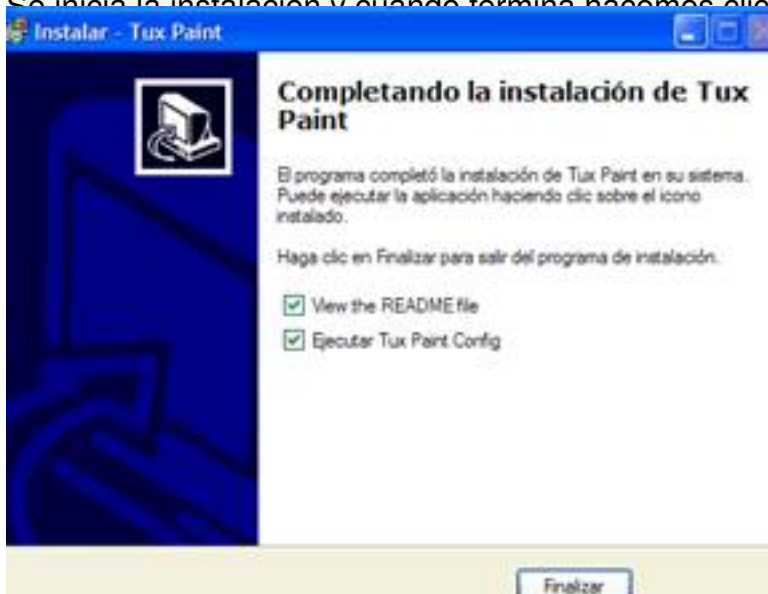 Se inicia la instalación y cuando termina hacemos clic
Instalar - Tux Paint
Completando la instalación de Tux
Paint
El programa completó la instalación de Tux Paint en su sistema.
Puede ejecutar la aplicación haciendo clic sobre el icono
instalado.
Haga clic en Finalizar para salir del programa de instalación.
View the README file
Ejecutar Tux Paint Config
Finalizar